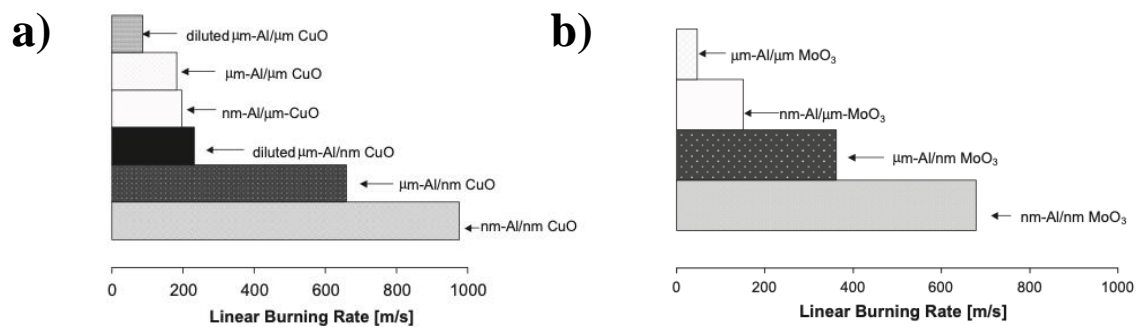 a)
diluted μm-Al/μm CuO
μm-Al/μm CuO
nm-Al/μm-CuO
diluted μm-Al/nm CuO
μm-Al/nm CuO
nm-Al/nm CuO
0 200 400 600 800 1000
Linear Burning Rate [m/s]
b)
μm-Al/μm MoO₃
nm-Al/μm-MoO₃
μm-Al/nm MoO₃
nm-Al/nm MoO₃
0 200 400 600 800 1000
Linear Burning Rate [m/s]